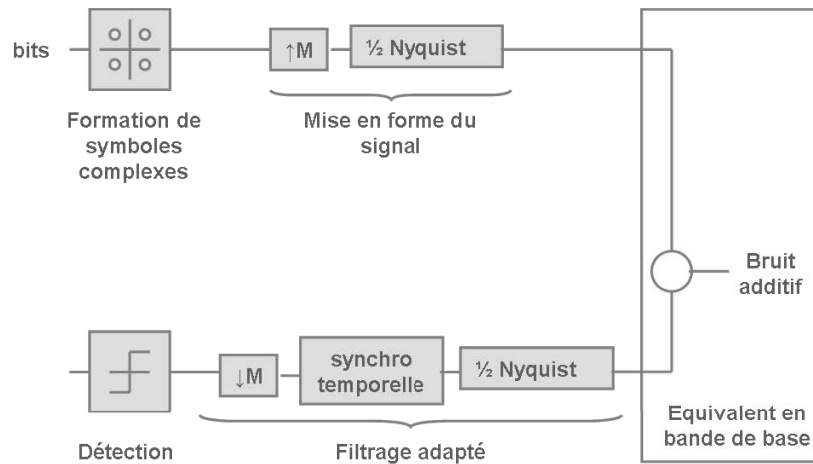 bits
↑M
½ Nyquist
Formation de
symboles
complexes
Mise en forme du
signal
Bruit
additif
↓M
synchro
temporelle
½ Nyquist
Détection
Filtrage adapté
Equivalent en
bande de base